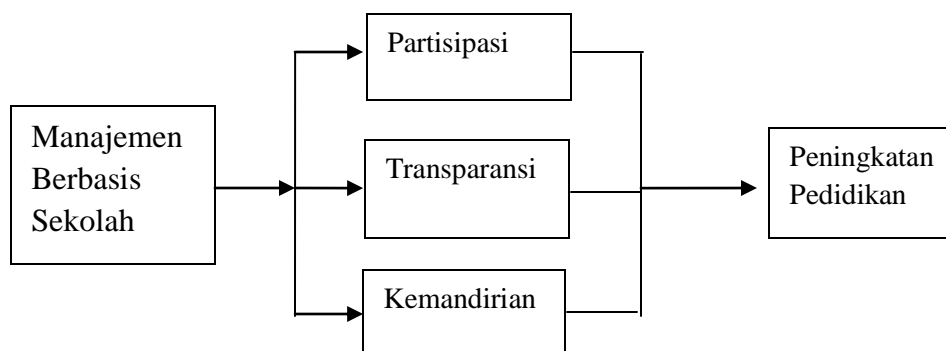 Manajemen
Berbasis
Sekolah
Partisipasi
Transparansi
Kemandirian
Peningkatan
Pedidikan